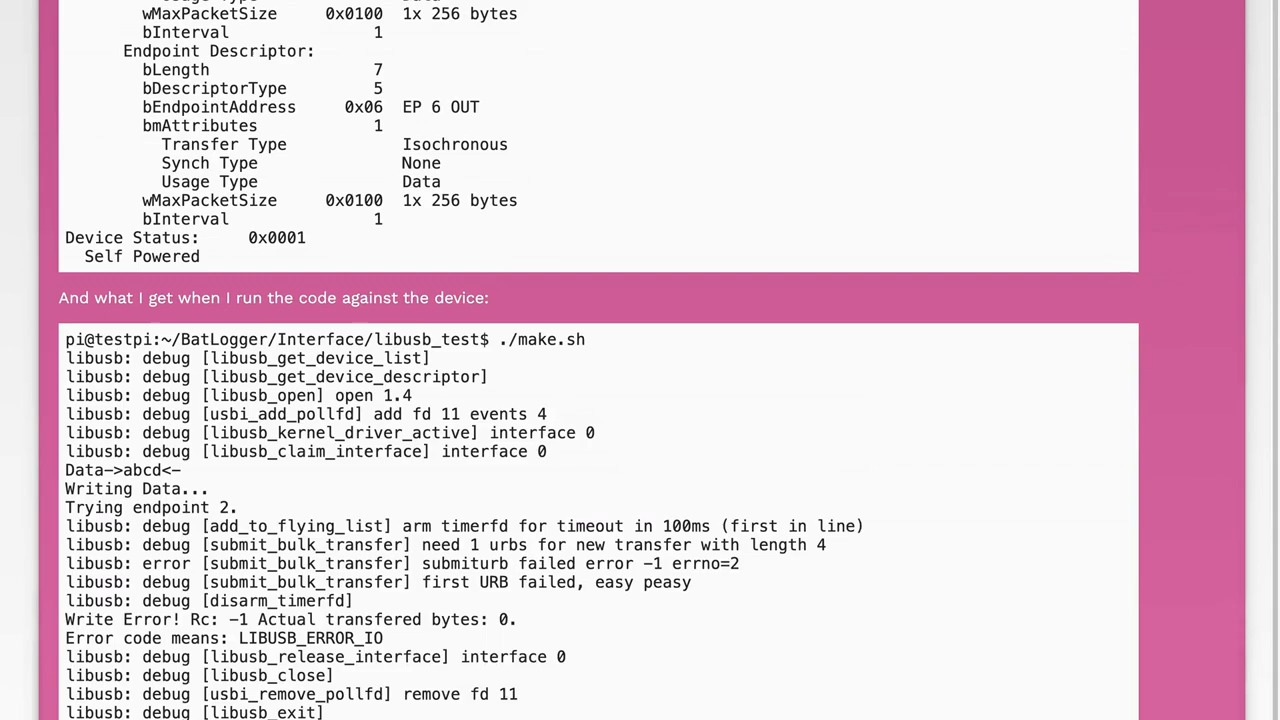 wMaxPacketSize     0x0100  1x 256 bytes
bInterval               1
Endpoint Descriptor:
bLength                 7
bDescriptorType         5
bEndpointAddress     0x06  EP 6 OUT
bmAttributes            1
Transfer Type            Isochronous
Synch Type               None
Usage Type               Data
wMaxPacketSize     0x0100  1x 256 bytes
bInterval               1
Device Status:     0x0001
Self Powered
And what I get when I run the code against the device:
pi@testpi:~/BatLogger/Interface/libusb_test$ ./make.sh
libusb: debug [libusb_get_device_list]
libusb: debug [libusb_get_device_descriptor]
libusb: debug [libusb_open] open 1.4
libusb: debug [usbi_add_pollfd] add fd 11 events 4
libusb: debug [libusb_kernel_driver_active] interface 0
libusb: debug [libusb_claim_interface] interface 0
Data->abcd<-
Writing Data...
Trying endpoint 2.
libusb: debug [add_to_flying_list] arm timerfd for timeout in 100ms (first in line)
libusb: debug [submit_bulk_transfer] need 1 urbs for new transfer with length 4
libusb: error [submit_bulk_transfer] submiturb failed error -1 errno=2
libusb: debug [submit_bulk_transfer] first URB failed, easy peasy
libusb: debug [disarm_timerfd]
Write Error! Rc: -1 Actual transfered bytes: 0.
Error code means: LIBUSB_ERROR_IO
libusb: debug [libusb_release_interface] interface 0
libusb: debug [libusb_close]
libusb: debug [usbi_remove_pollfd] remove fd 11
libusb: debug [libusb_exit]